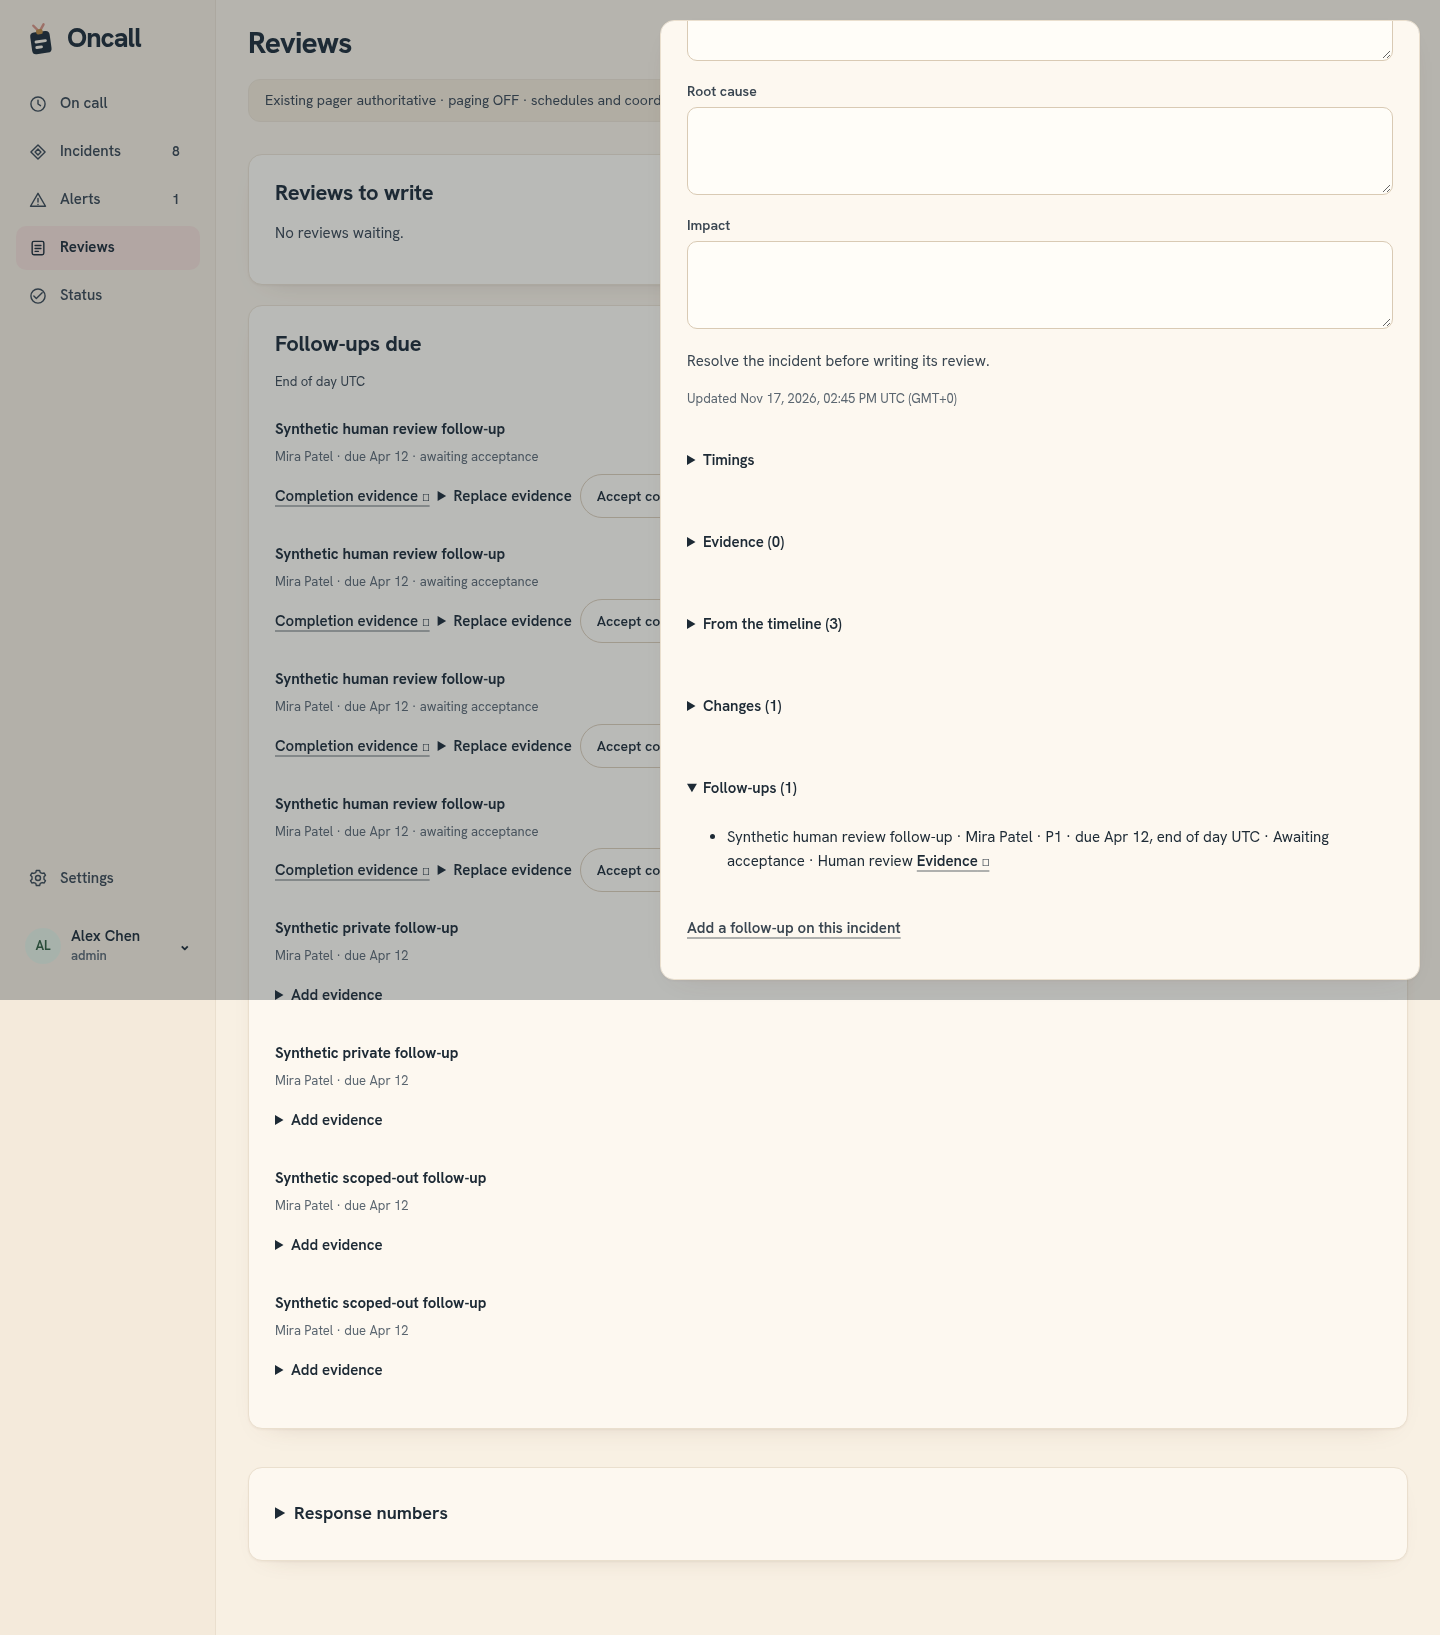 Oncall
On call
Incidents 8
Alerts 1
Reviews
Status
Settings
AL
Alex Chen
admin
Reviews
Existing pager authoritative · paging OFF · schedules and coord
Reviews to write
No reviews waiting.
Follow-ups due
End of day UTC
Synthetic human review follow-up
Mira Patel · due Apr 12 · awaiting acceptance
Completion evidence Replace evidence Accept co
Synthetic human review follow-up
Mira Patel · due Apr 12 · awaiting acceptance
Completion evidence Replace evidence Accept co
Synthetic human review follow-up
Mira Patel · due Apr 12 · awaiting acceptance
Completion evidence Replace evidence Accept co
Synthetic human review follow-up
Mira Patel · due Apr 12 · awaiting acceptance
Completion evidence Replace evidence Accept co
Synthetic private follow-up
Mira Patel · due Apr 12
Add evidence
Synthetic private follow-up
Mira Patel · due Apr 12
Add evidence
Synthetic scoped-out follow-up
Mira Patel · due Apr 12
Add evidence
Synthetic scoped-out follow-up
Mira Patel · due Apr 12
Add evidence
Response numbers
Root cause
Impact
Resolve the incident before writing its review.
Updated Nov 17, 2026, 02:45 PM UTC (GMT+0)
Timings
Evidence (0)
From the timeline (3)
Changes (1)
Follow-ups (1)
Synthetic human review follow-up · Mira Patel · P1 · due Apr 12, end of day UTC · Awaiting
acceptance · Human review Evidence
Add a follow-up on this incident